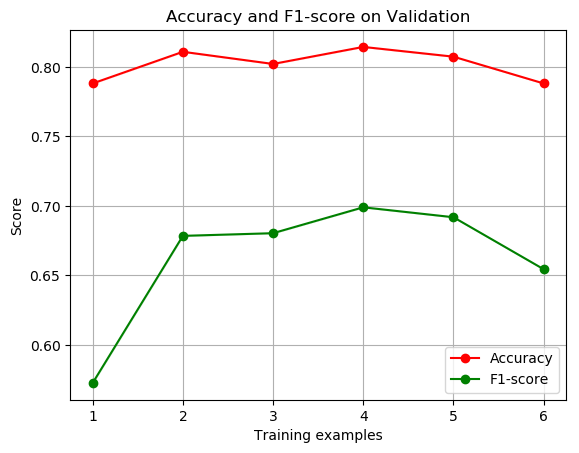 Accuracy and F1-score on Validation
Score
0.80
0.75
0.70
0.65
0.60
Accuracy
F1-score
1 2 3 4 5 6
Training examples